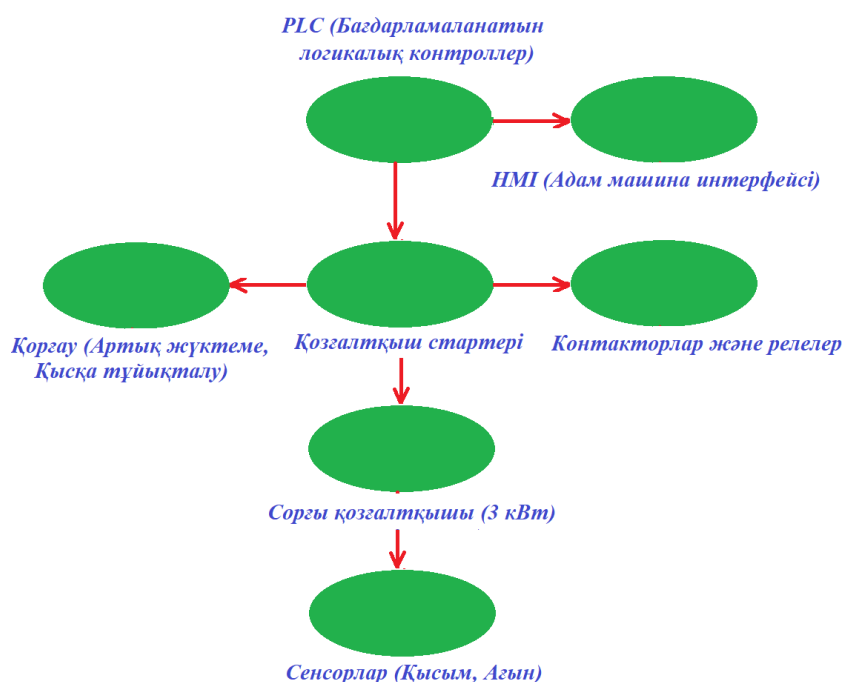 PLC (Бағдарламаланатын
логикалық контроллер)
HMI (Адам машина интерфейсі)
Қорғау (Артық жүктеме,
Қысқа тұйықталу)
Қозғалтқыш стартері
Контакторлар және релелер
Сорғы қозғалтқышы (3 кВт)
Сенсорлар (Қысым, Ағын)